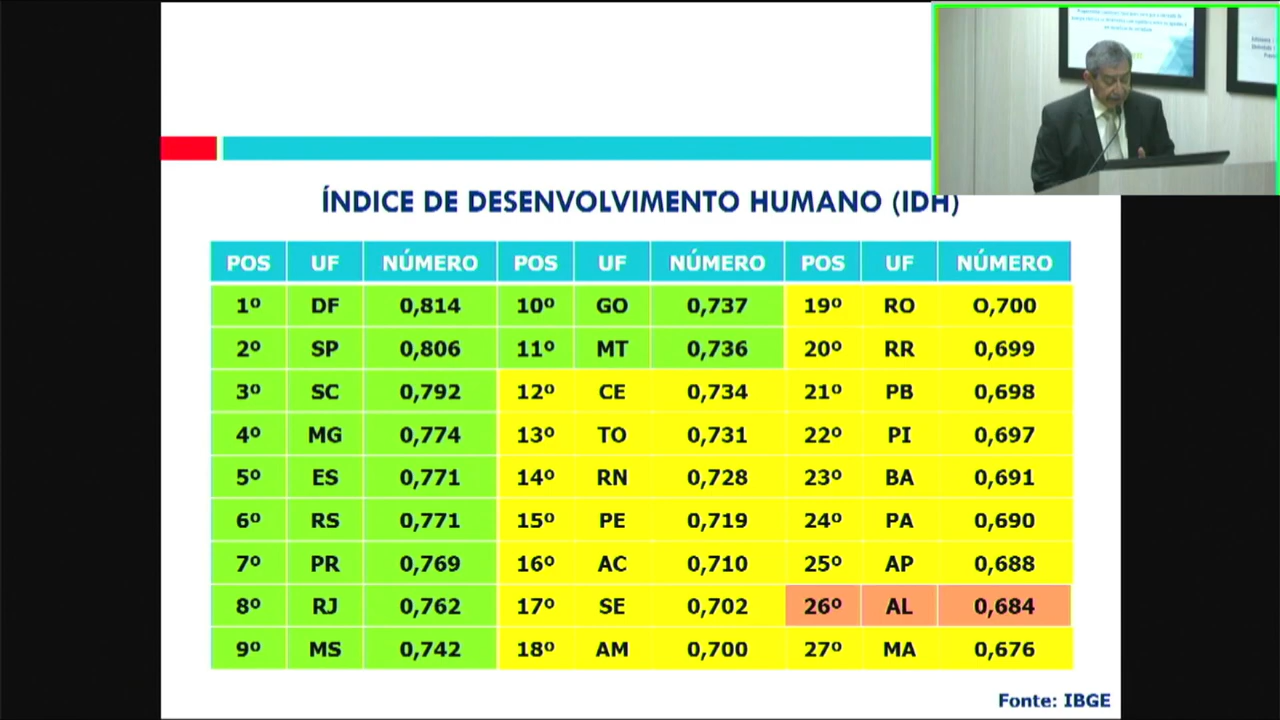 ÍNDICE DE DESENVOLVIMENTO HUMANO (IDH)
POS UF NÚMERO POS UF NÚMERO POS UF NÚMERO
1º DF 0,814 10º GO 0,737 19º RO O,700
2º SP 0,806 11º MT 0,736 20º RR 0,699
3º SC 0,792 12º CE 0,734 21º PB 0,698
4º MG 0,774 13º TO 0,731 22º PI 0,697
5º ES 0,771 14º RN 0,728 23º BA 0,691
6º RS 0,771 15º PE 0,719 24º PA 0,690
7º PR 0,769 16º AC 0,710 25º AP 0,688
8º RJ 0,762 17º SE 0,702 26º AL 0,684
9º MS 0,742 18º AM 0,700 27º MA 0,676
Fonte: IBGE